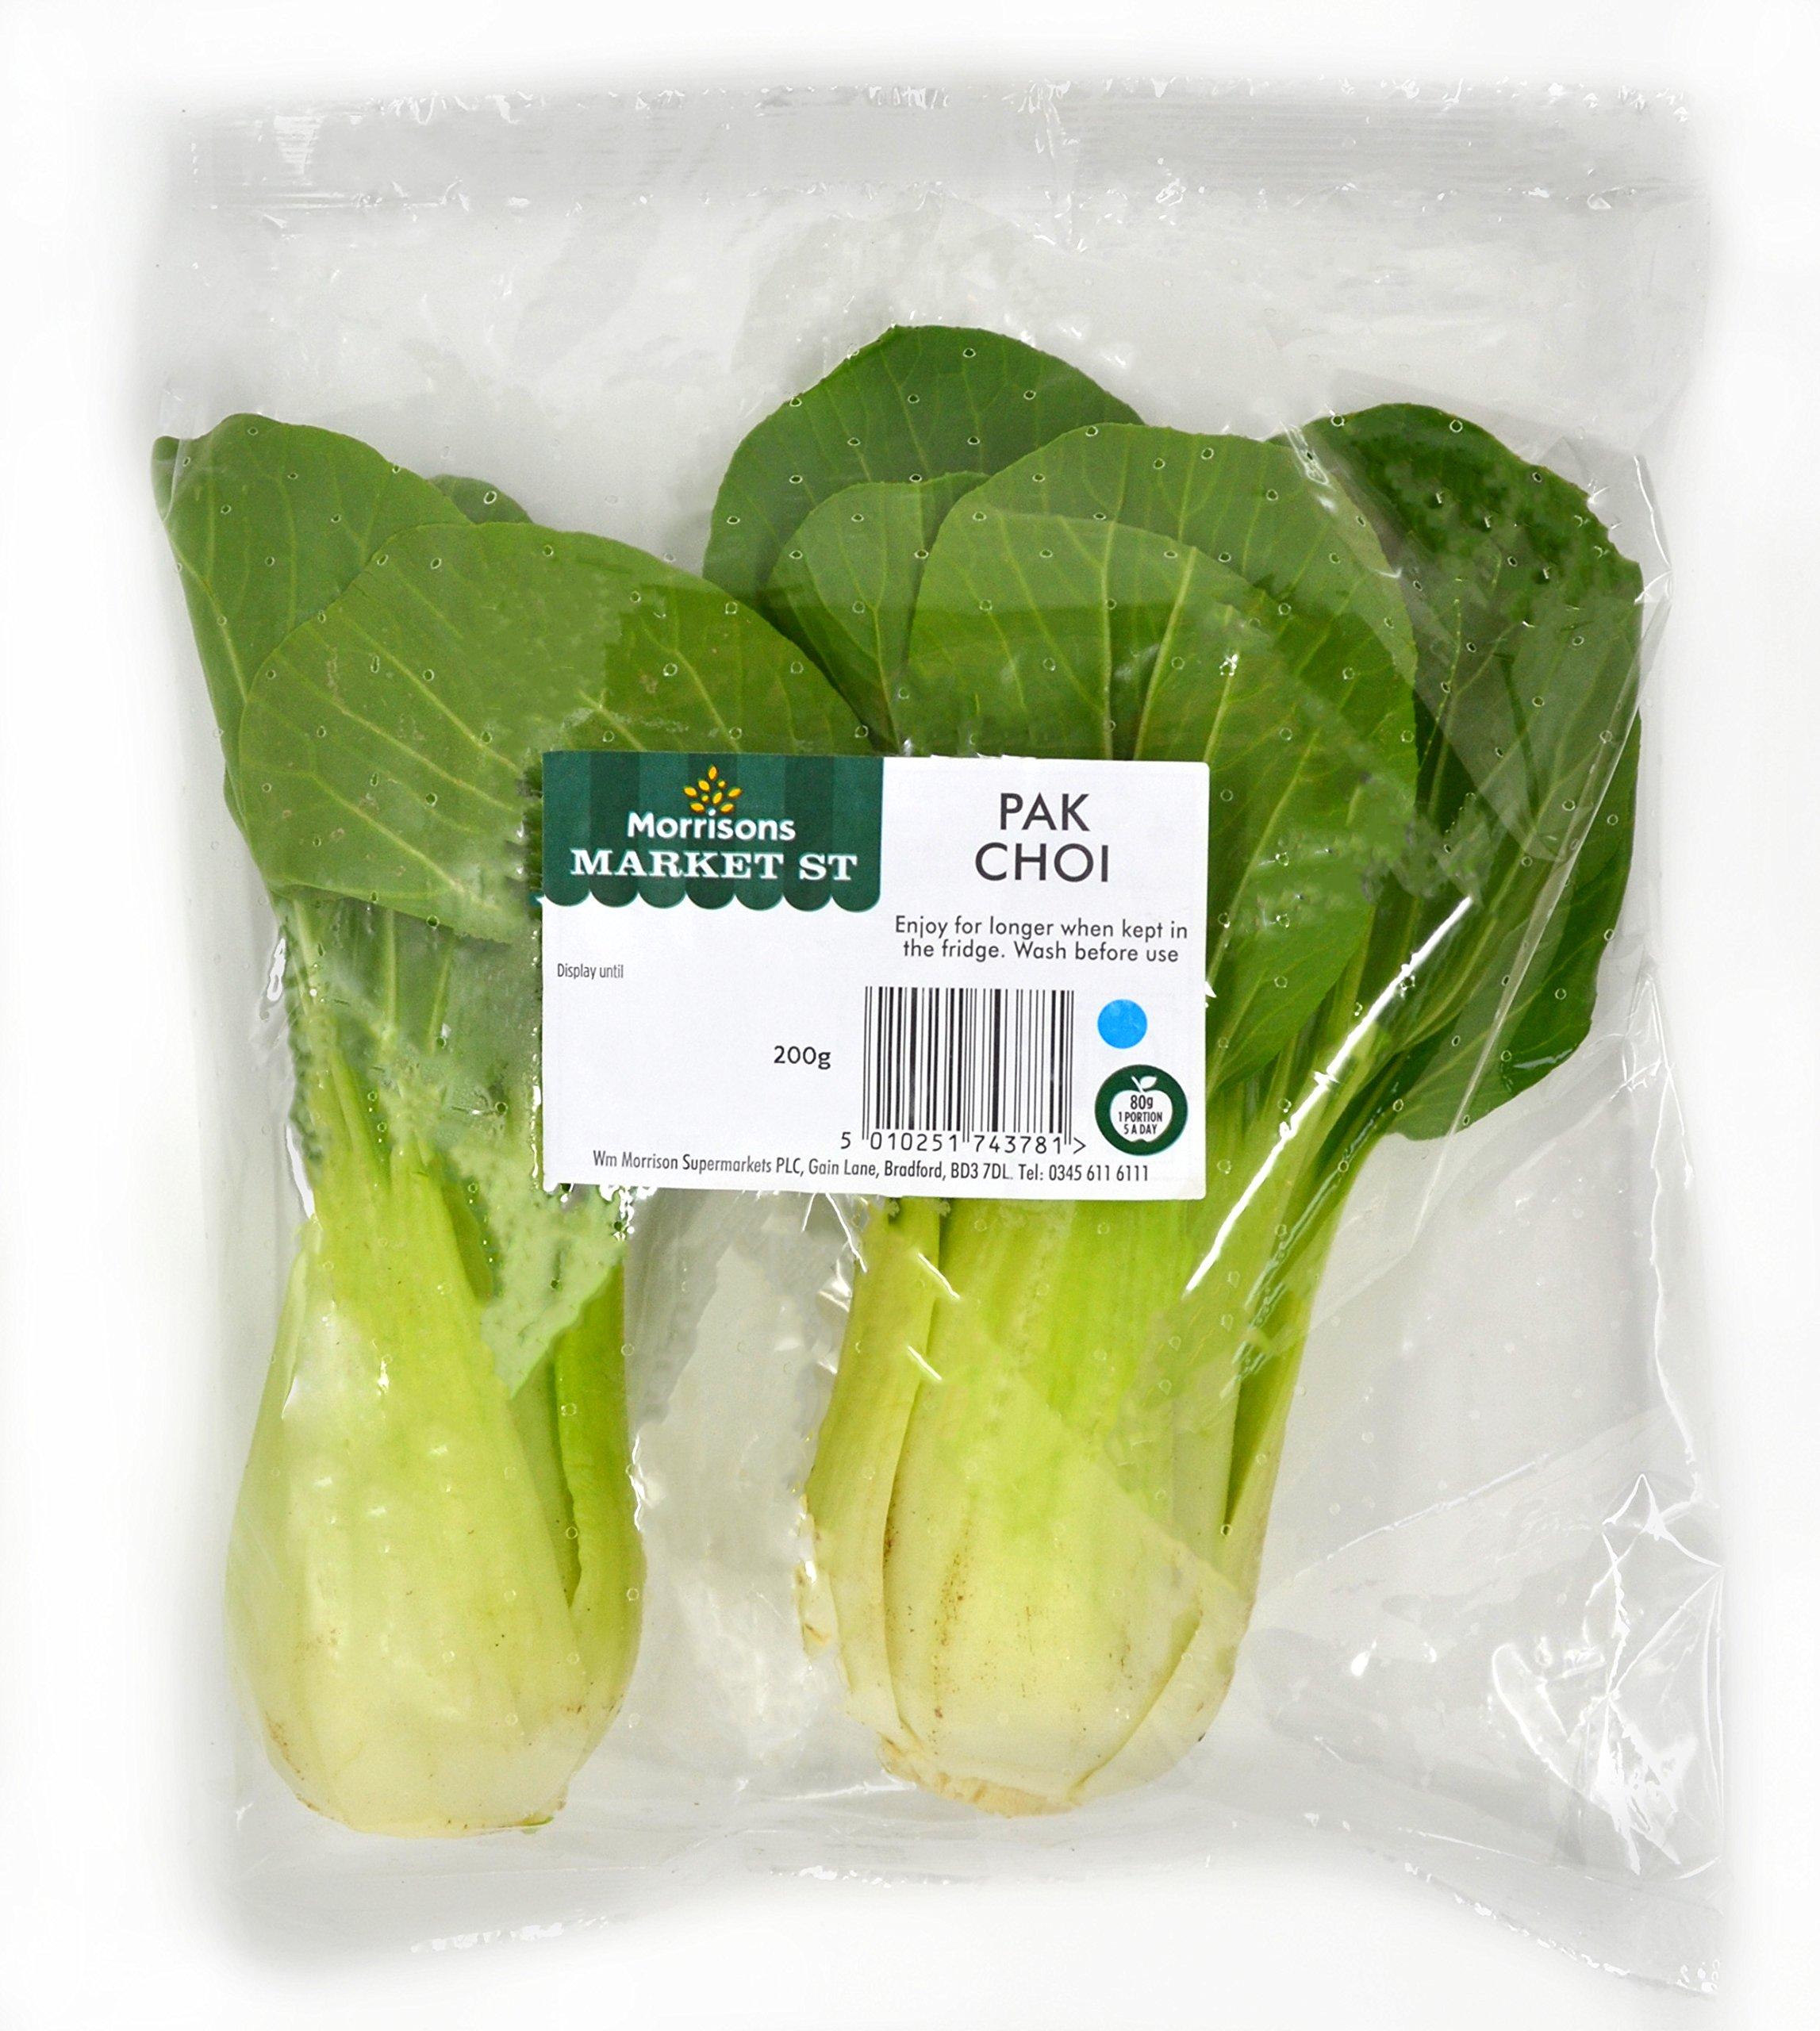 Morrisons
MARKET ST
PAK
CHOI
Enjoy for longer when kept in
the fridge. Wash before use
Display until
200g
5 010251 743781 >
80g
1 PORTION
5 A DAY
Wm Morrison Supermarkets PLC, Gain Lane, Bradford, BD3 7DL. Tel: 0345 611 6111